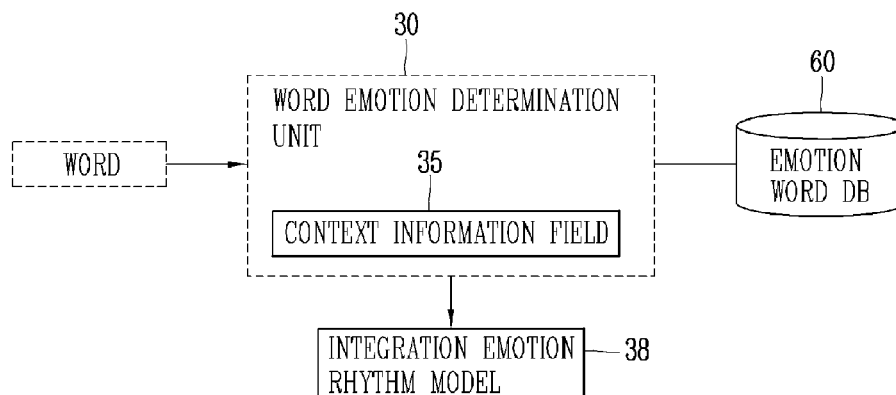 30
60
WORD EMOTION DETERMINATION
UNIT
WORD
EMOTION
WORD DB
35
CONTEXT INFORMATION FIELD
INTEGRATION EMOTION
RHYTHM MODEL
38